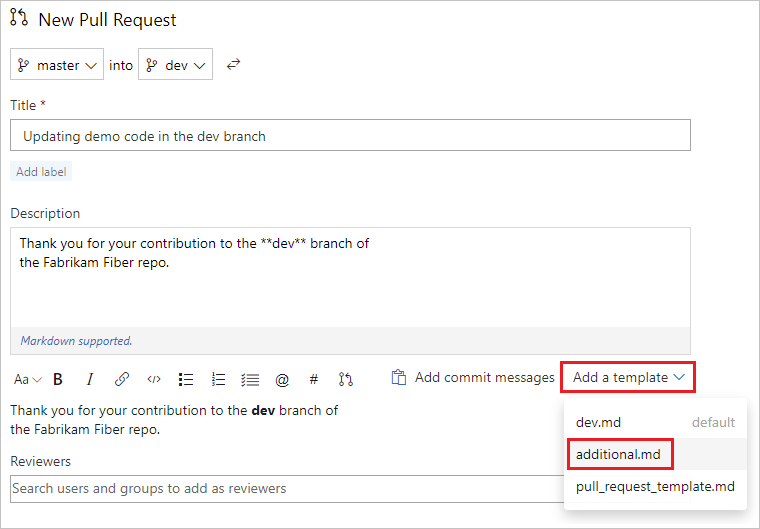 New Pull Request
master into dev
Title *
Updating demo code in the dev branch
Add label
Description
Thank you for your contribution to the **dev** branch of
the Fabrikam Fiber repo.
Markdown supported.
Aa B I </> @ # Add commit messages Add a template
Thank you for your contribution to the dev branch of
the Fabrikam Fiber repo.
dev.md default
additional.md
pull_request_template.md
Reviewers
Search users and groups to add as reviewers